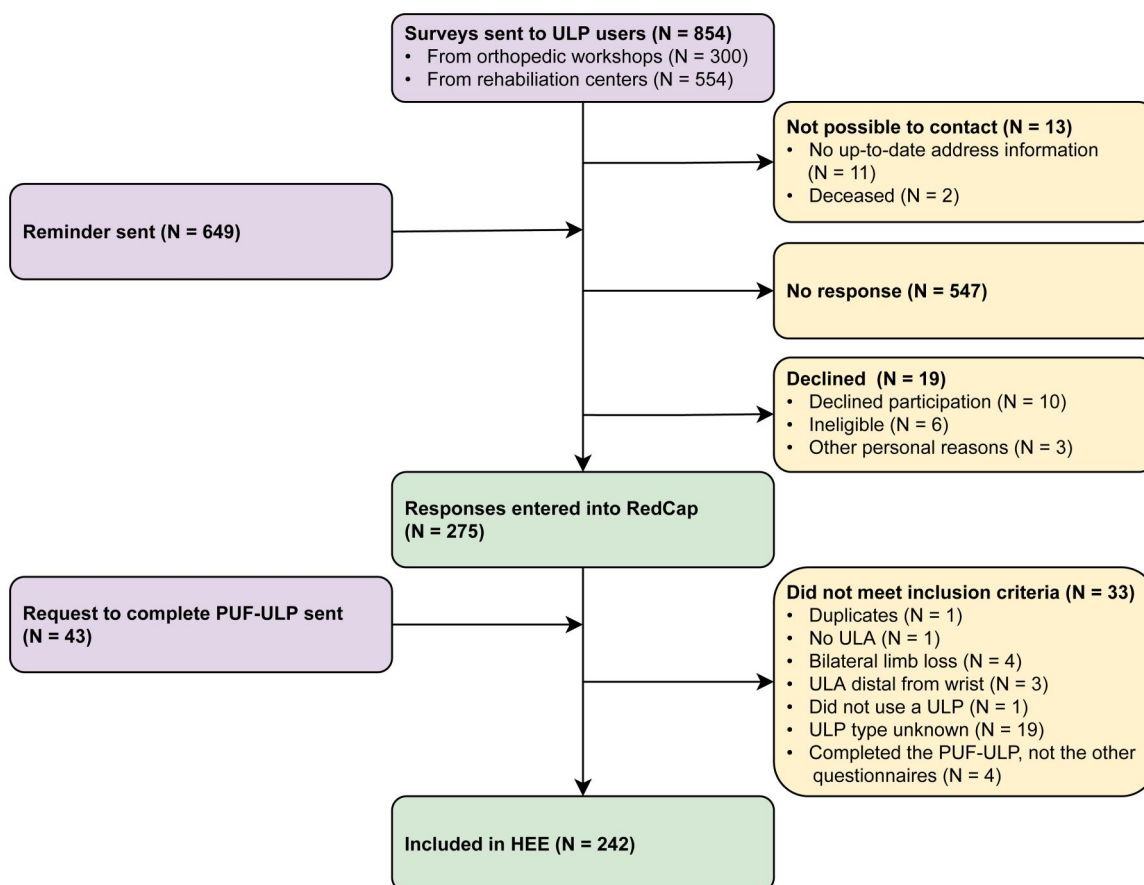 Surveys sent to ULP users (N = 854)
• From orthopedic workshops (N = 300)
• From rehabiliation centers (N = 554)
Not possible to contact (N = 13)
• No up-to-date address information
(N = 11)
• Deceased (N = 2)
Reminder sent (N = 649)
No response (N = 547)
Declined (N = 19)
• Declined participation (N = 10)
• Ineligible (N = 6)
• Other personal reasons (N = 3)
Responses entered into RedCap
(N = 275)
Request to complete PUF-ULP sent
(N = 43)
Did not meet inclusion criteria (N = 33)
• Duplicates (N = 1)
• No ULA (N = 1)
• Bilateral limb loss (N = 4)
• ULA distal from wrist (N = 3)
• Did not use a ULP (N = 1)
• ULP type unknown (N = 19)
• Completed the PUF-ULP, not the other
questionnaires (N = 4)
Included in HEE (N = 242)